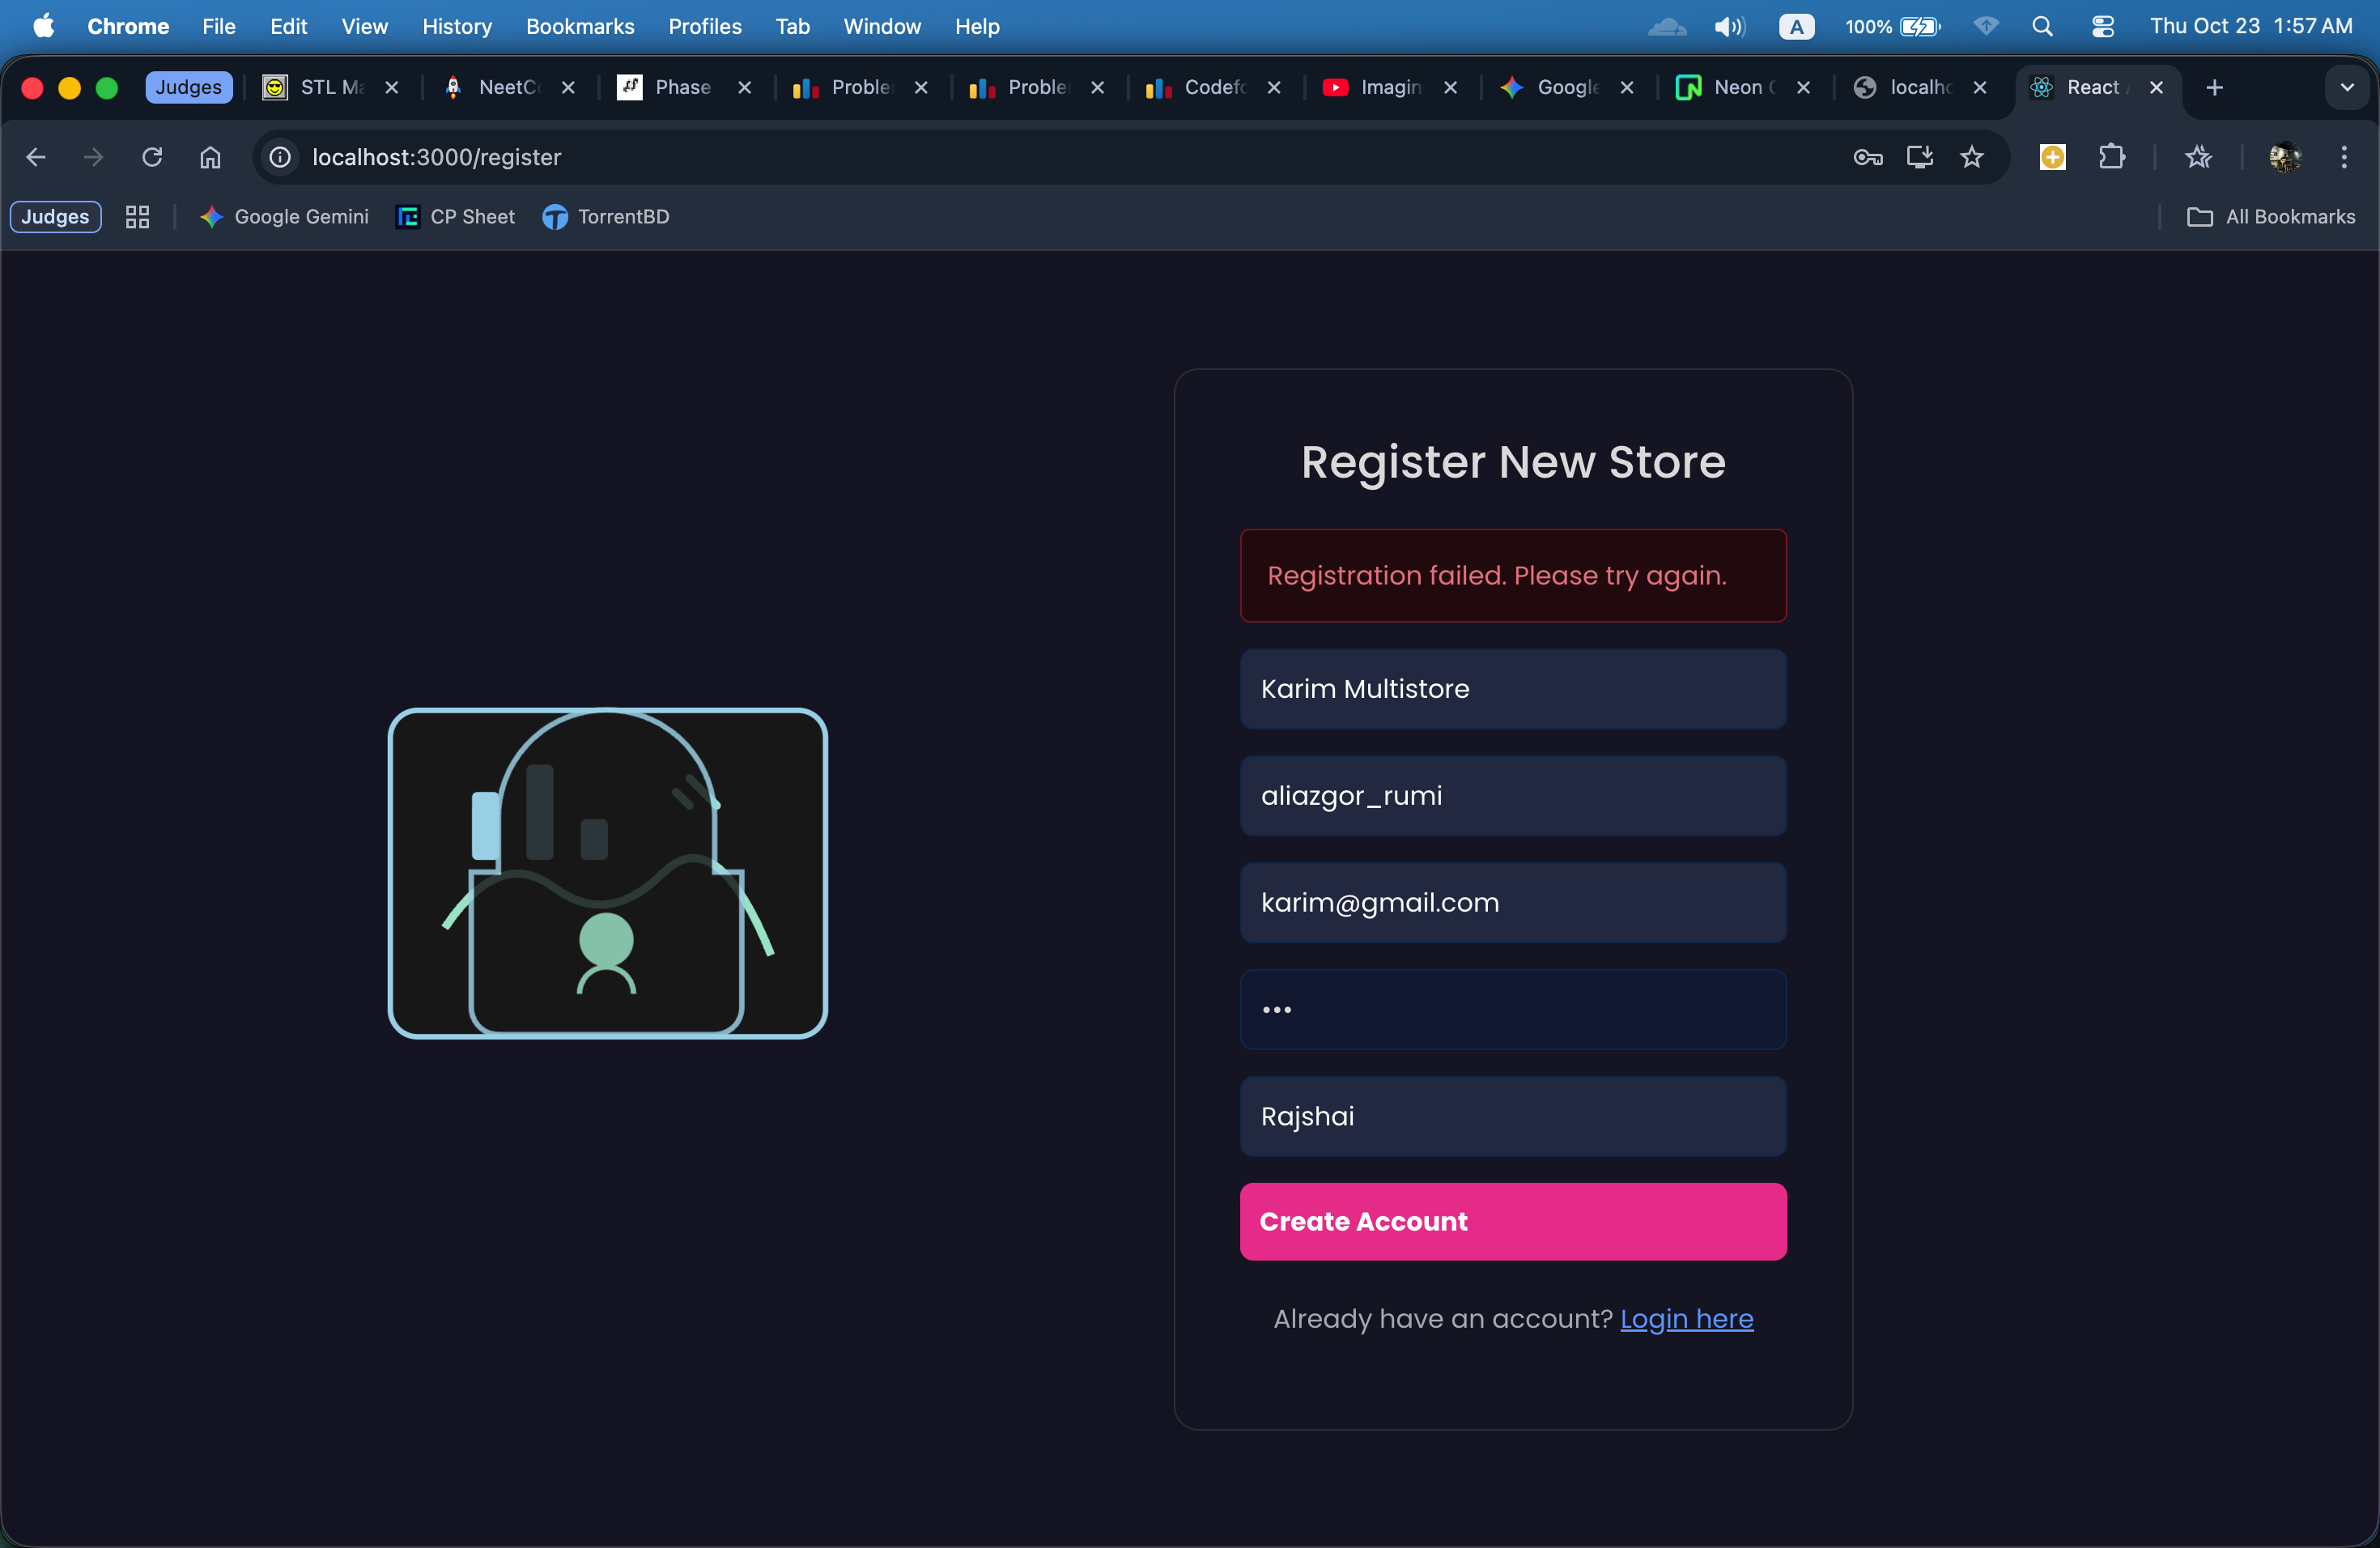 Chrome File Edit View History Bookmarks Profiles Tab Window Help A 100% Thu Oct 23 1:57 AM
Judges STL Ma NeetCo Phase Proble Proble Codefo Imagin Google Neon localho React
localhost:3000/register
Judges Google Gemini CP Sheet TorrentBD All Bookmarks
Register New Store
Registration failed. Please try again.
Karim Multistore
aliazgor_rumi
karim@gmail.com
•••
Rajshai
Create Account
Already have an account? Login here